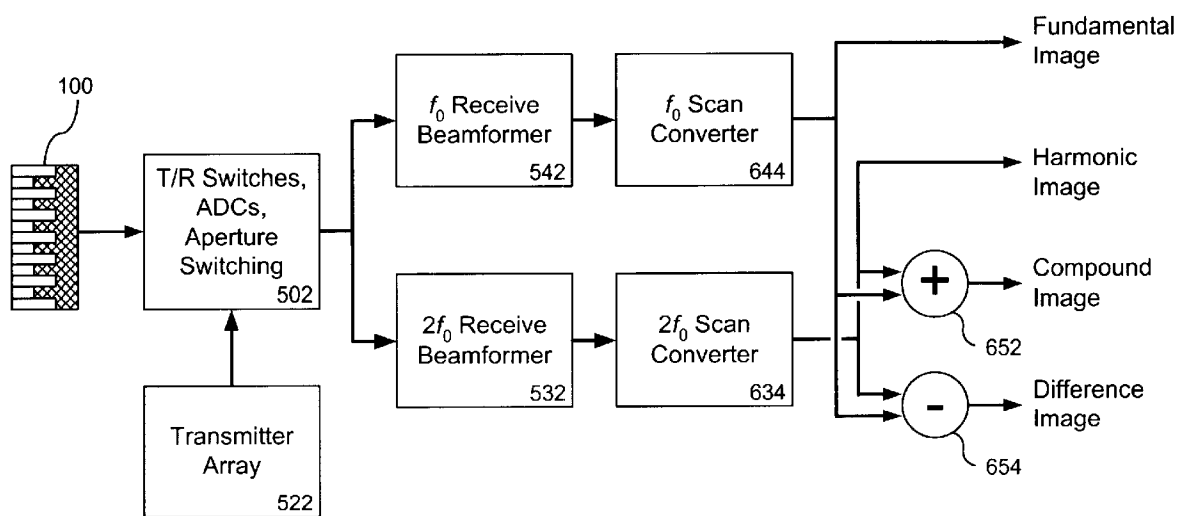 100
T/R Switches,
ADCs,
Aperture
Switching
502
Transmitter
Array
522
f₀ Receive
Beamformer
542
f₀ Scan
Converter
644
2f₀ Receive
Beamformer
532
2f₀ Scan
Converter
634
Fundamental
Image
Harmonic
Image
+
Compound
Image
652
-
Difference
Image
654